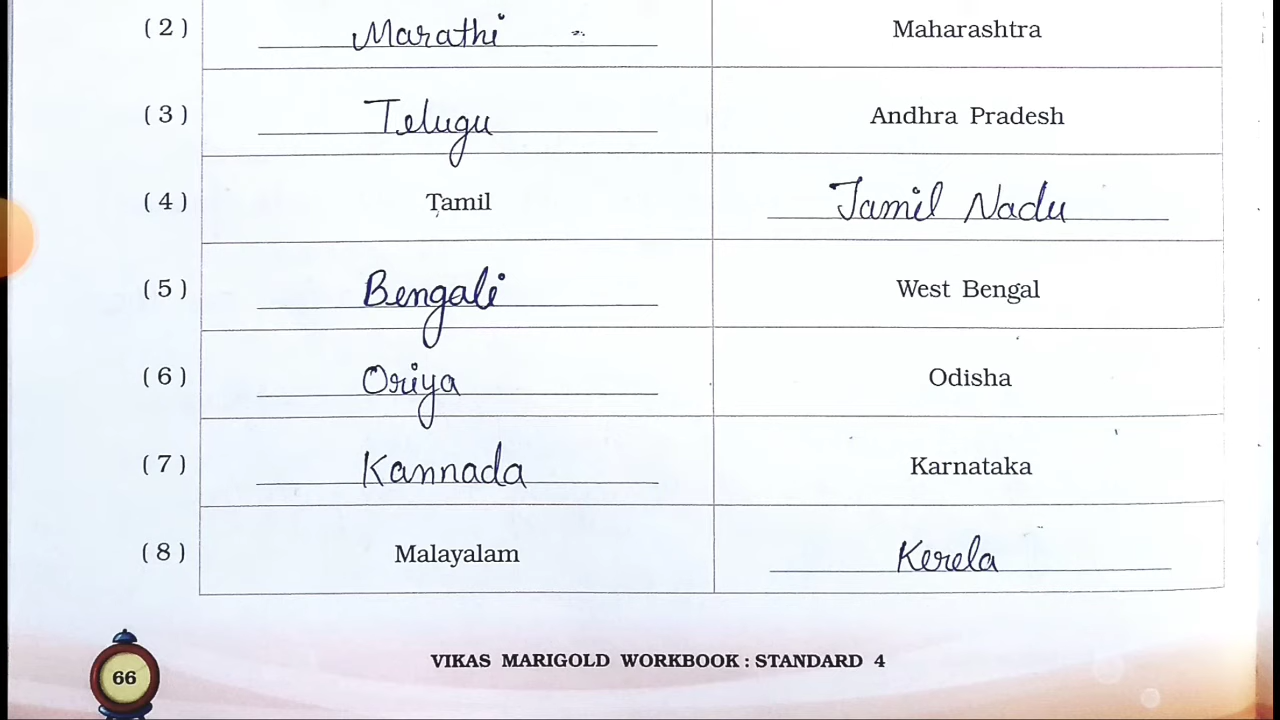 (2) Marathi Maharashtra
(3) Telugu Andhra Pradesh
(4) Tamil Tamil Nadu
(5) Bengali West Bengal
(6) Oriya Odisha
(7) Kannada Karnataka
(8) Malayalam Kerela
66 VIKAS MARIGOLD WORKBOOK : STANDARD 4